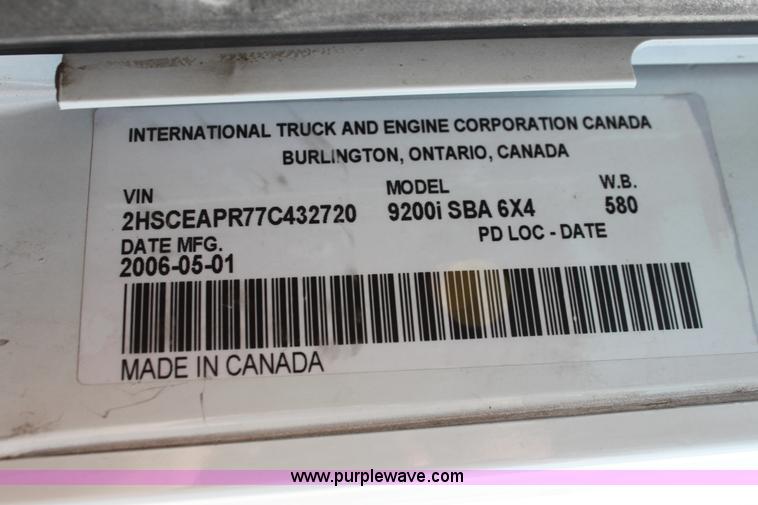 INTERNATIONAL TRUCK AND ENGINE CORPORATION CANADA
BURLINGTON, ONTARIO, CANADA
VIN MODEL W.B.
2HSCEAPR77C432720 9200i SBA 6X4 580
DATE MFG. PD LOC - DATE
2006-05-01
MADE IN CANADA
www.purplewave.com